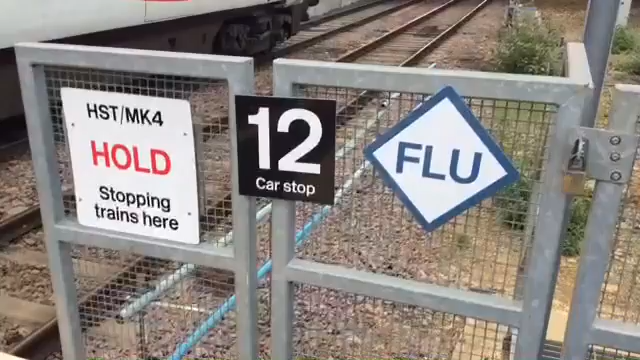 HST/MK4
HOLD
Stopping
trains here
12
Car stop
FLU